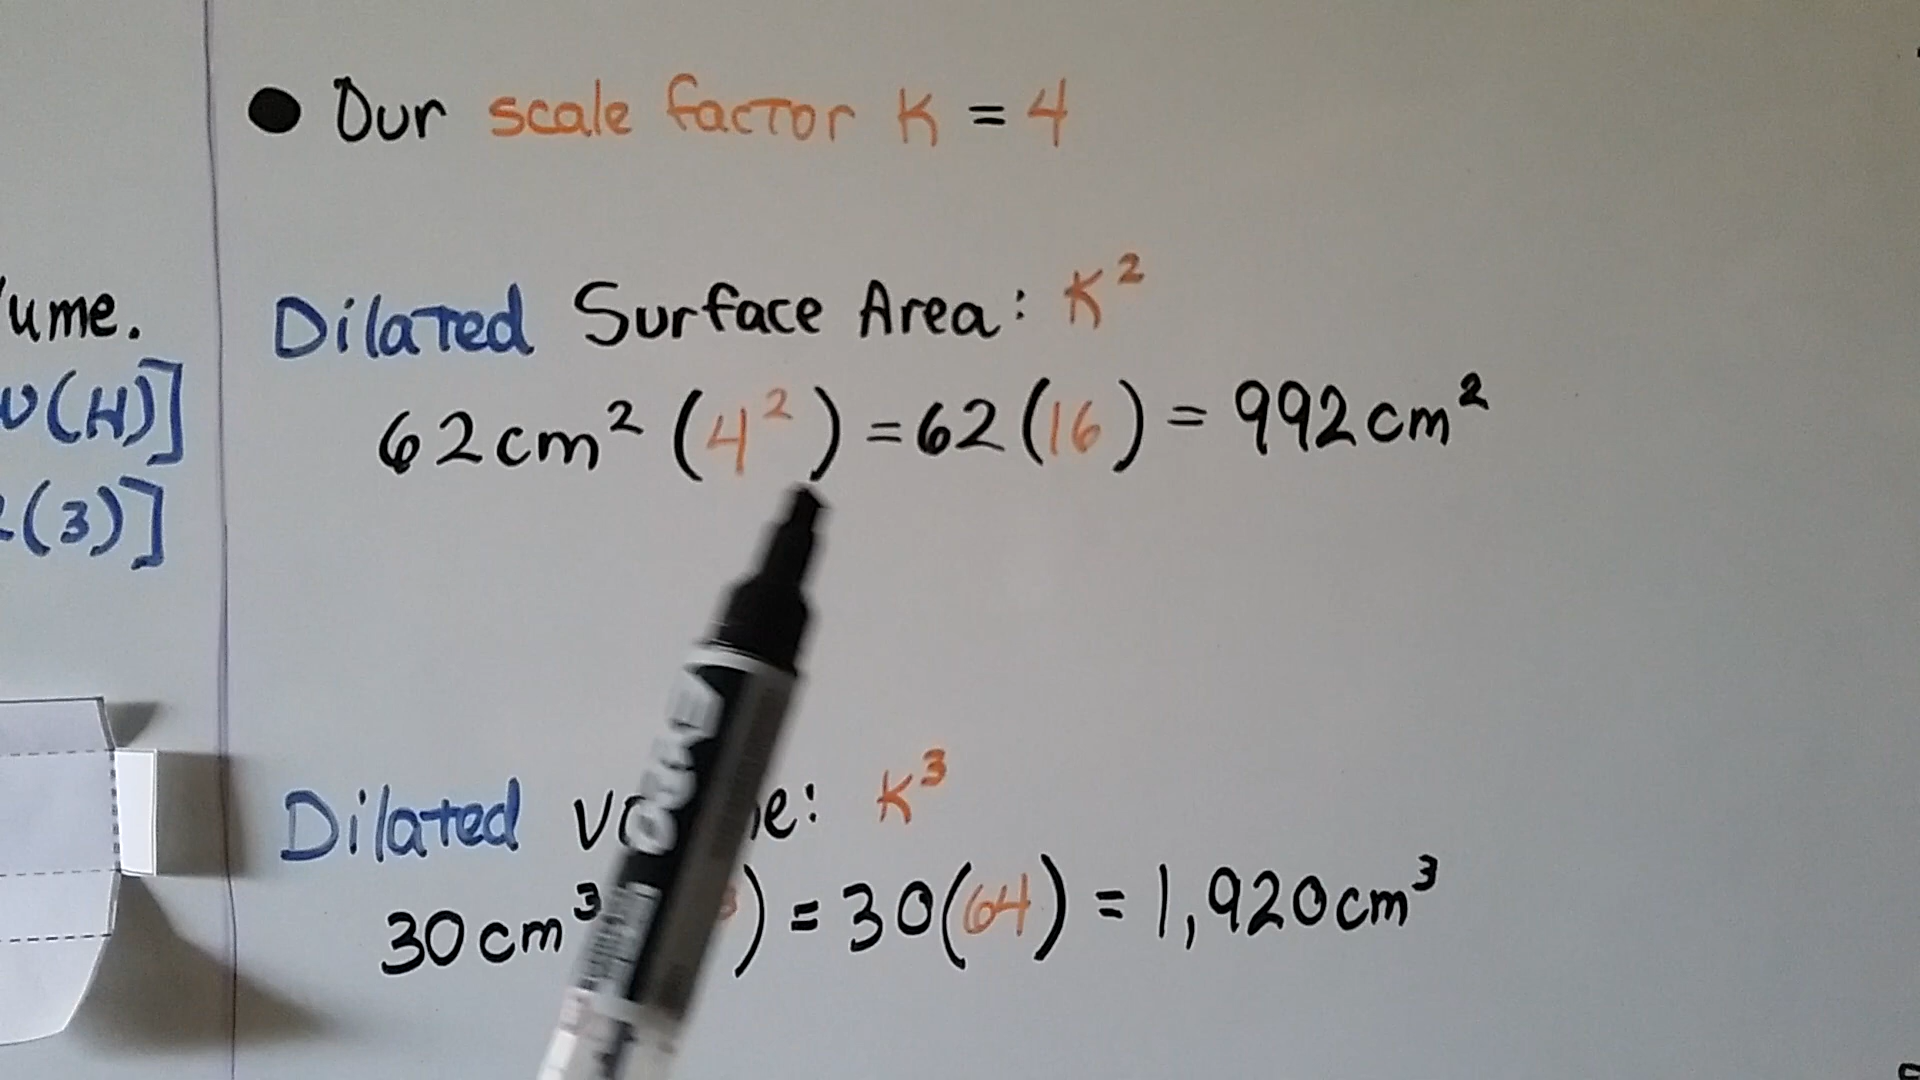 ● Our scale factor K = 4
ume.
Dilated Surface Area: K²
(H)]
62cm² (4²) = 62(16) = 992cm²
(3)]
Dilated K³
30cm³ ) = 30(64) = 1,920cm³